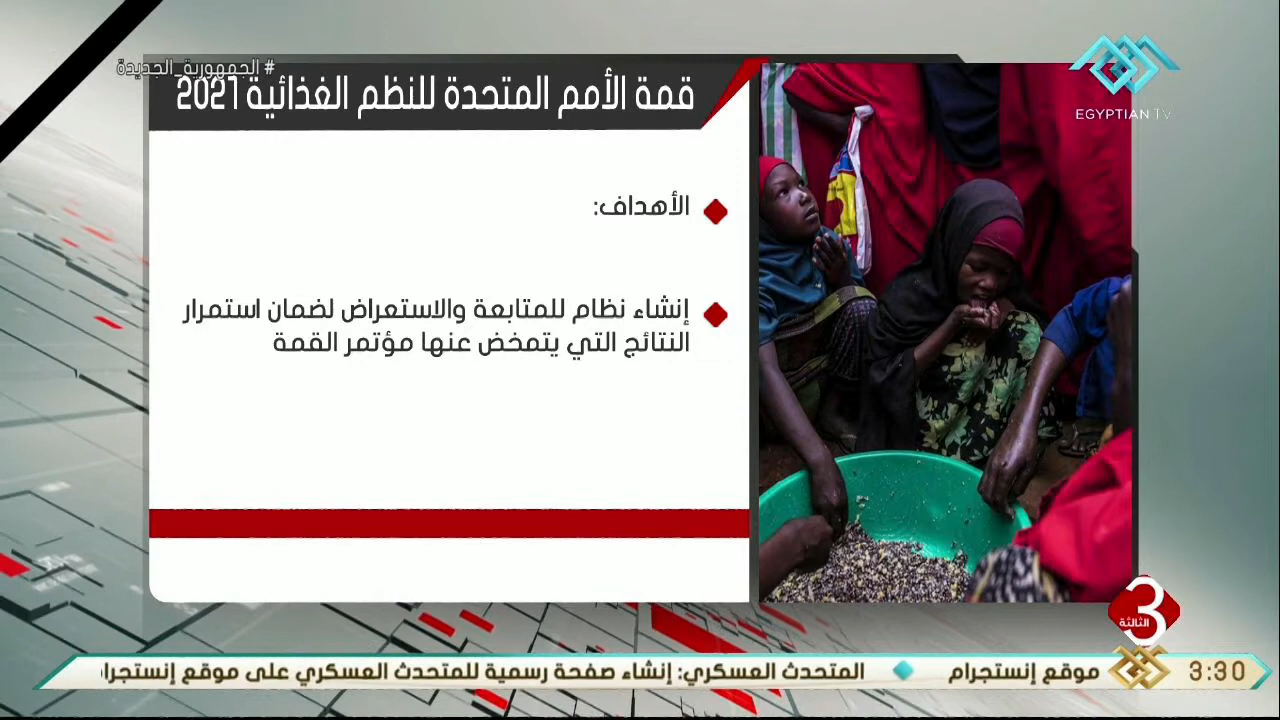 #الجمهورية_الجديدة
EGYPTIAN TV
قمة الأمم المتحدة للنظم الغذائية 2021
الأهداف:
إنشاء نظام للمتابعة والاستعراض لضمان استمرار
النتائج التي يتمخض عنها مؤتمر القمة
3
الثالثة
3:30
موقع إنستجرام
المتحدث العسكري: إنشاء صفحة رسمية للمتحدث العسكري على موقع إنستجرا